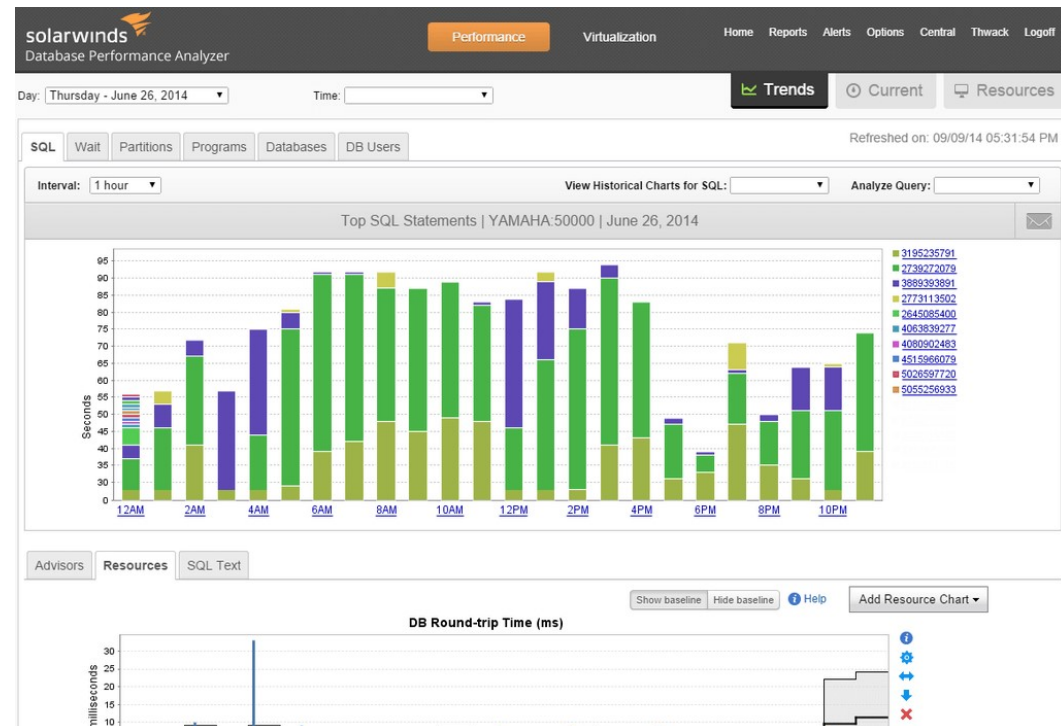 solarwinds
Database Performance Analyzer
Performance
Virtualization
Home Reports Alerts Options Central Thwack Logoff
Day: Thursday - June 26, 2014
Time:
Trends
Current
Resources
SQL Wait Partitions Programs Databases DB Users
Refreshed on: 09/09/14 05:31:54 PM
Interval: 1 hour
View Historical Charts for SQL:
Analyze Query:
Top SQL Statements | YAMAHA:50000 | June 26, 2014
Seconds
95
90
85
80
75
70
65
60
55
50
45
40
35
30
0
12AM 2AM 4AM 6AM 8AM 10AM 12PM 2PM 4PM 6PM 8PM 10PM
3195235791
2739272079
3889393891
2773113502
2645085400
4063839277
4080902483
4515966079
5026597720
5055256933
Advisors Resources SQL Text
Show baseline Hide baseline Help
Add Resource Chart
DB Round-trip Time (ms)
milliseconds
30
25
20
15
10